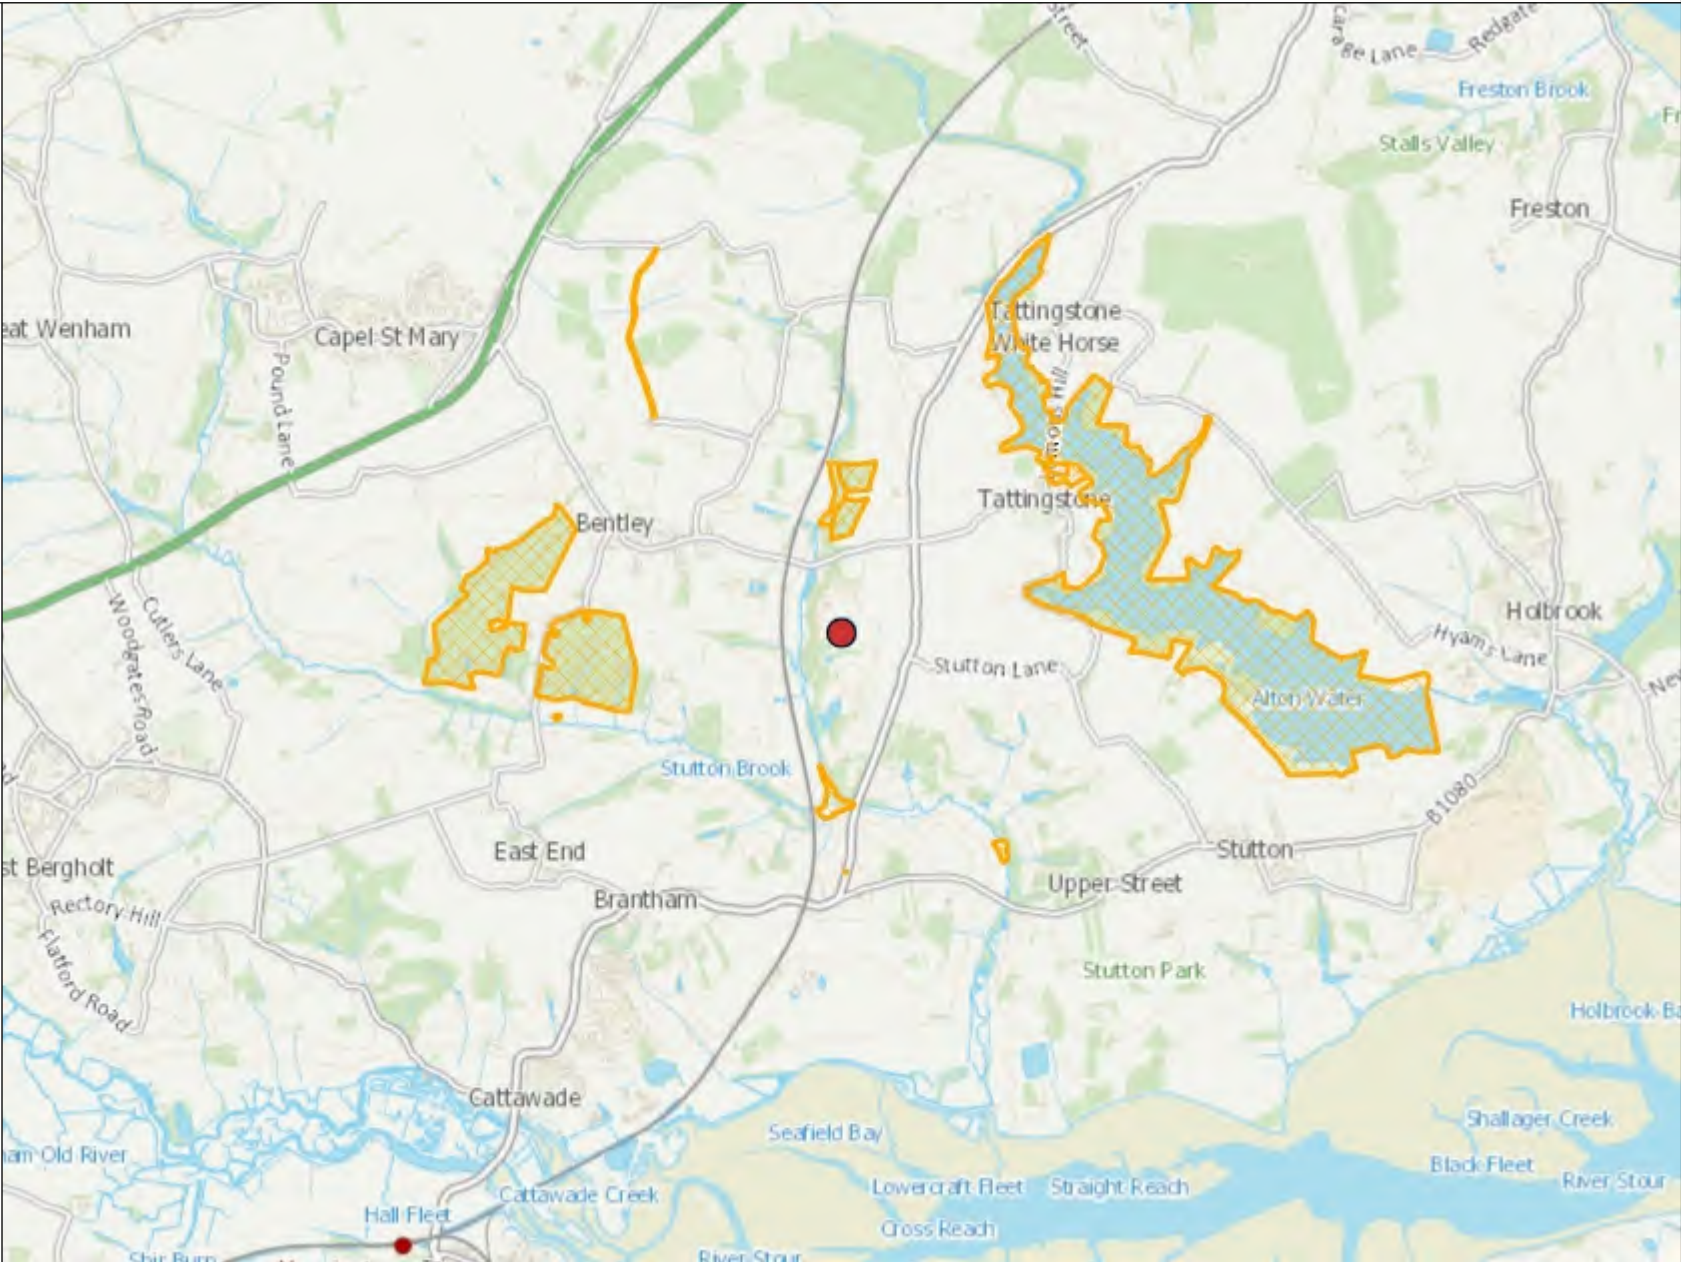 Street
Redgate
Freston Brook
Stalls Valley
Freston
Tattingstone
White Horse
Capel St Mary
eat Wenham
Pound Lane
Tattingstone
Bentley
Holbrook
Hyams Lane
Cutlers Lane
Woodgates Road
Stutton Lane
Alton Water
New
Stutton Brook
B1080
East End
Stutton
st Bergholt
Upper Street
Brantham
Rectory Hill
Flatford Road
Stutton Park
Holbrook Ba
Cattawade
Shallager Creek
Seafield Bay
am Old River
Black Fleet
River Stour
Lowercraft Fleet
Straight Reach
Cattawade Creek
Hall Fleet
Cross Reach
River Stour